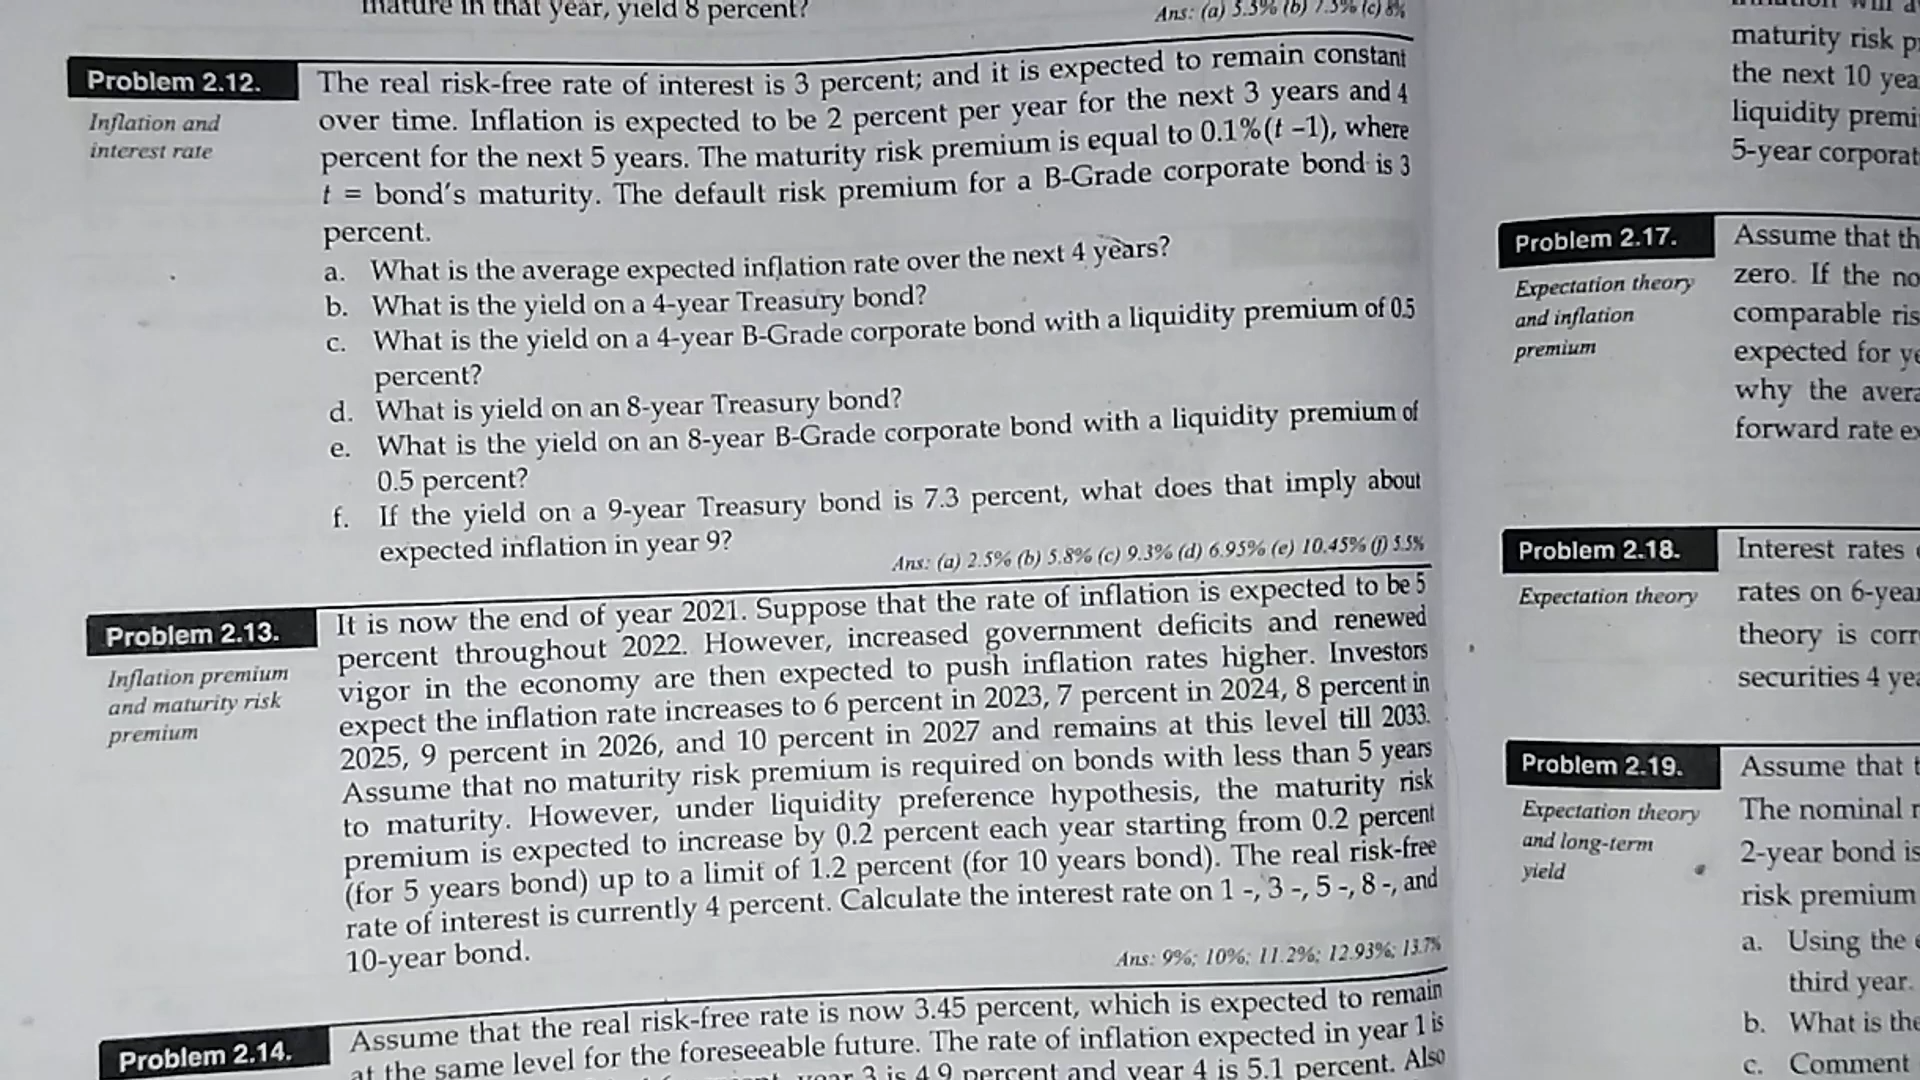 mature in that year, yield 8 percent?
Ans: (a) 5.5% (b) 7.5% (c) 8%
Problem 2.12.
Inflation and
interest rate
The real risk-free rate of interest is 3 percent; and it is expected to remain constant
over time. Inflation is expected to be 2 percent per year for the next 3 years and 4
percent for the next 5 years. The maturity risk premium is equal to 0.1%(t –1), where
t = bond's maturity. The default risk premium for a B-Grade corporate bond is 3
percent.
a. What is the average expected inflation rate over the next 4 years?
b. What is the yield on a 4-year Treasury bond?
c. What is the yield on a 4-year B-Grade corporate bond with a liquidity premium of 0.5
percent?
d. What is yield on an 8-year Treasury bond?
e. What is the yield on an 8-year B-Grade corporate bond with a liquidity premium of
0.5 percent?
f. If the yield on a 9-year Treasury bond is 7.3 percent, what does that imply about
expected inflation in year 9?
Ans: (a) 2.5% (b) 5.8% (c) 9.3% (d) 6.95% (e) 10.45% (f) 5.5%
Problem 2.13.
Inflation premium
and maturity risk
premium
It is now the end of year 2021. Suppose that the rate of inflation is expected to be 5
percent throughout 2022. However, increased government deficits and renewed
vigor in the economy are then expected to push inflation rates higher. Investors
expect the inflation rate increases to 6 percent in 2023, 7 percent in 2024, 8 percent in
2025, 9 percent in 2026, and 10 percent in 2027 and remains at this level till 2033.
Assume that no maturity risk premium is required on bonds with less than 5 years
to maturity. However, under liquidity preference hypothesis, the maturity risk
premium is expected to increase by 0.2 percent each year starting from 0.2 percent
(for 5 years bond) up to a limit of 1.2 percent (for 10 years bond). The real risk-free
rate of interest is currently 4 percent. Calculate the interest rate on 1 -, 3 -, 5 -, 8 -, and
10-year bond.
Ans: 9%; 10%; 11.2%; 12.93%; 13.7%
Problem 2.14.
Assume that the real risk-free rate is now 3.45 percent, which is expected to remain
at the same level for the foreseeable future. The rate of inflation expected in year 1 is
year 3 is 4.9 percent and year 4 is 5.1 percent. Also
maturity risk
the next 10
liquidity
5-year
Problem 2.17.
Expectation theory
and inflation
premium
Assume that
zero. If the
comparable
expected for
why the
forward rate
Problem 2.18.
Expectation theory
Interest rates
rates on
theory is
securities 4
Problem 2.19.
Expectation theory
and long-term
yield
Assume that
The nominal
2-year bond is
risk premium
a. Using the
third year.
b. What is the
c. Comment